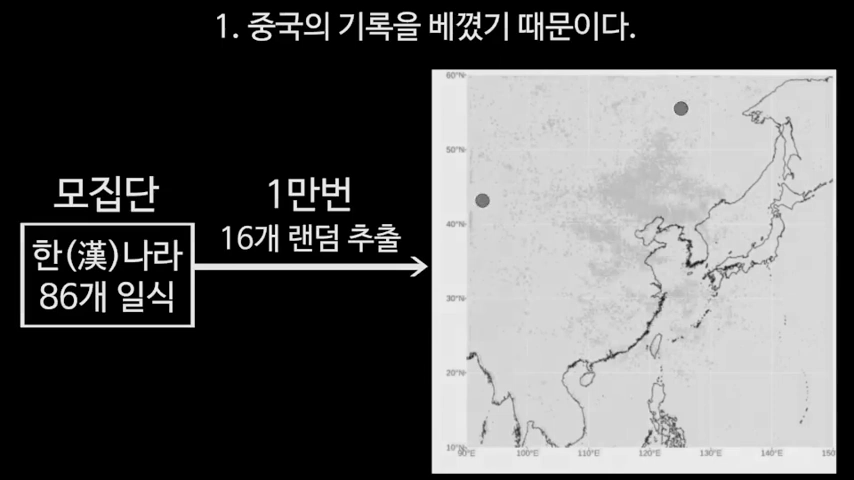 1. 중국의 기록을 베꼈기 때문이다.
모집단
한(漢)나라
86개 일식
1만번
16개 랜덤 추출
60°N
50°N
40°N
30°N
20°N
10°N
90°E
100°E
110°E
120°E
130°E
140°E
150